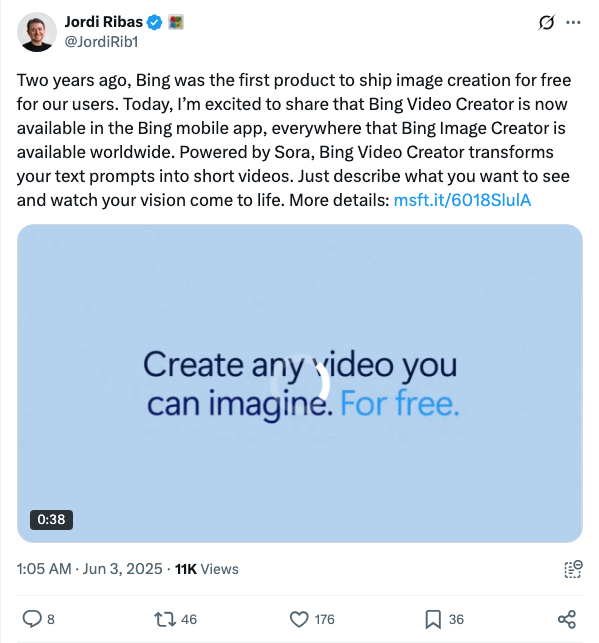 Jordi Ribas
@JordiRib1
Two years ago, Bing was the first product to ship image creation for free
for our users. Today, I’m excited to share that Bing Video Creator is now
available in the Bing mobile app, everywhere that Bing Image Creator is
available worldwide. Powered by Sora, Bing Video Creator transforms
your text prompts into short videos. Just describe what you want to see
and watch your vision come to life. More details: msft.it/6018SlulA
Create any video you
can imagine. For free.
0:38
1:05 AM · Jun 3, 2025 · 11K Views
8 46 176 36